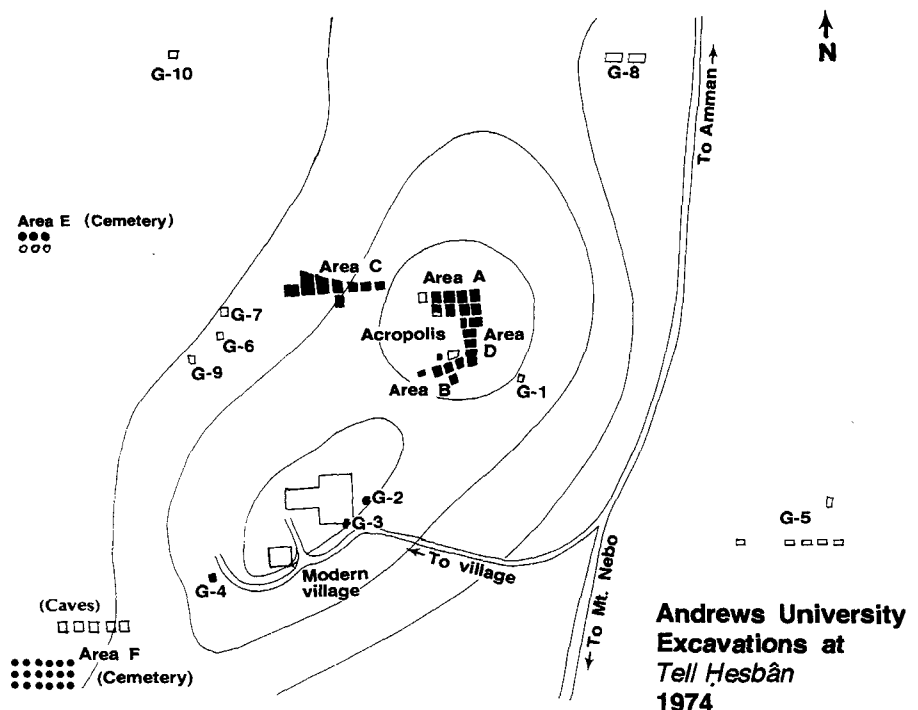 N
G-10
G-8
To Amman
Area E (Cemetery)
Area C
Area A
G-7
Acropolis
Area
D
G-6
G-9
Area B
G-1
G-2
G-3
G-5
To village
Modern
village
G-4
(Caves)
To Mt. Nebo
Area F
(Cemetery)
Andrews University
Excavations at
Tell Ḥesbân
1974